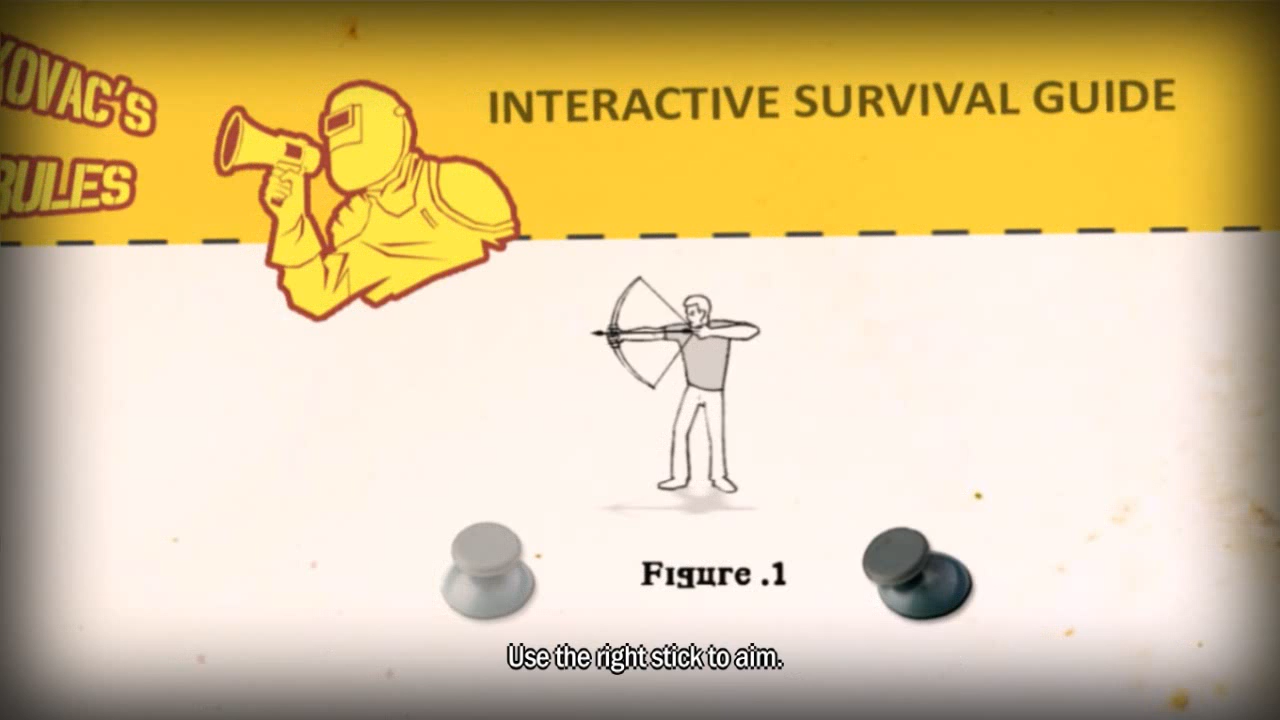 KOVAC'S
RULES
INTERACTIVE SURVIVAL GUIDE
Figure .1
Use the right stick to aim.